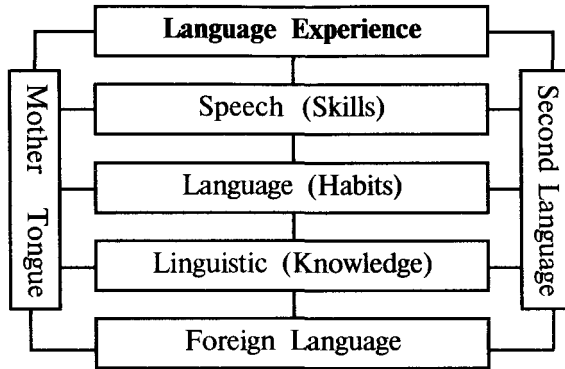 Language Experience
Speech (Skills)
Language (Habits)
Linguistic (Knowledge)
Foreign Language
Mother Tongue
Second Language